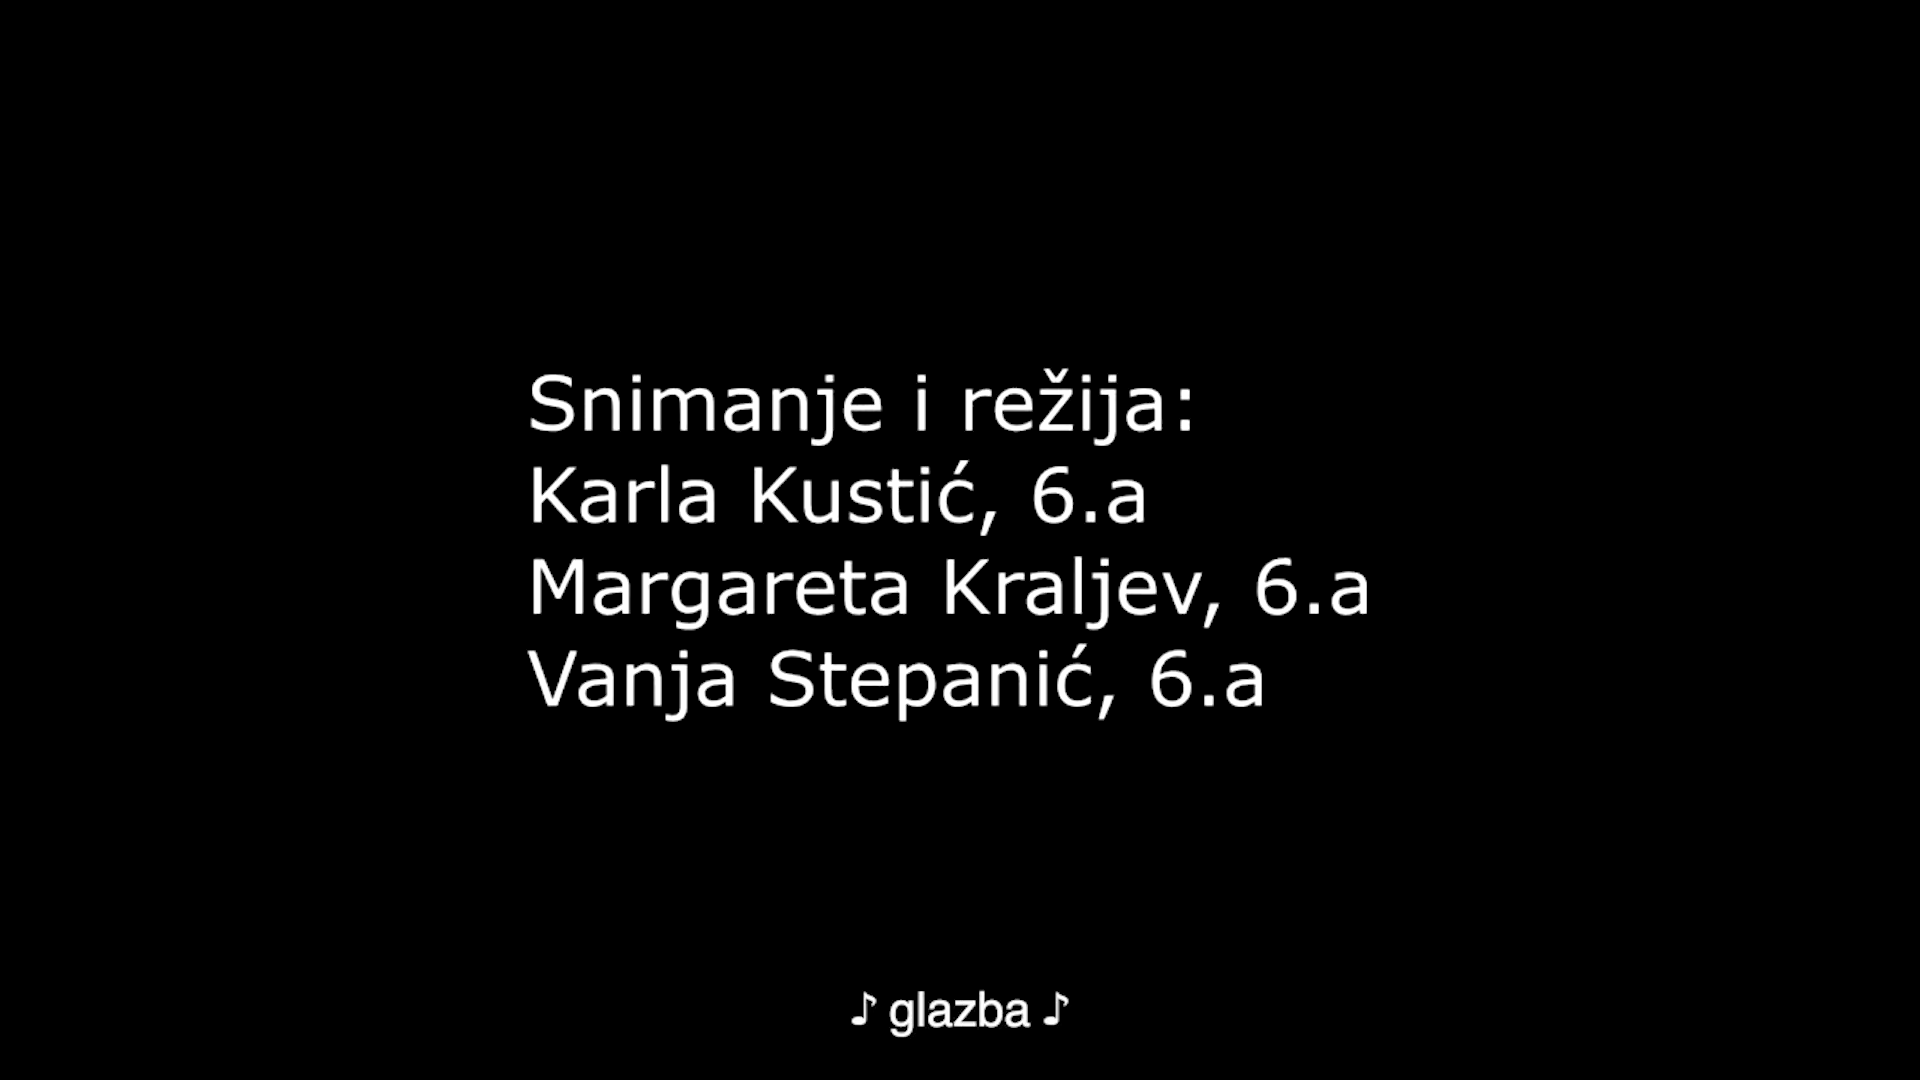 Snimanje i režija:
Karla Kustić, 6.a
Margareta Kraljev, 6.a
Vanja Stepanić, 6.a
♪ glazba ♪